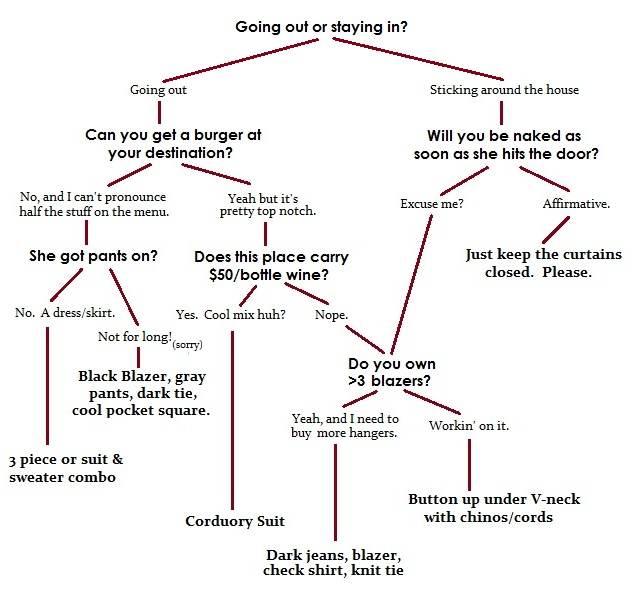 Going out or staying in?
Going out
Sticking around the house
Can you get a burger at
your destination?
Will you be naked as
soon as she hits the door?
No, and I can't pronounce
half the stuff on the menu.
Yeah but it's
pretty top notch.
Excuse me?
Affirmative.
She got pants on?
Does this place carry
$50/bottle wine?
Just keep the curtains
closed. Please.
No. A dress/skirt.
Not for long! (sorry)
Yes. Cool mix huh?
Nope.
Do you own
>3 blazers?
Black Blazer, gray
pants, dark tie,
cool pocket square.
Yeah, and I need to
buy more hangers.
Workin' on it.
3 piece or suit &
sweater combo
Corduory Suit
Button up under V-neck
with chinos/cords
Dark jeans, blazer,
check shirt, knit tie